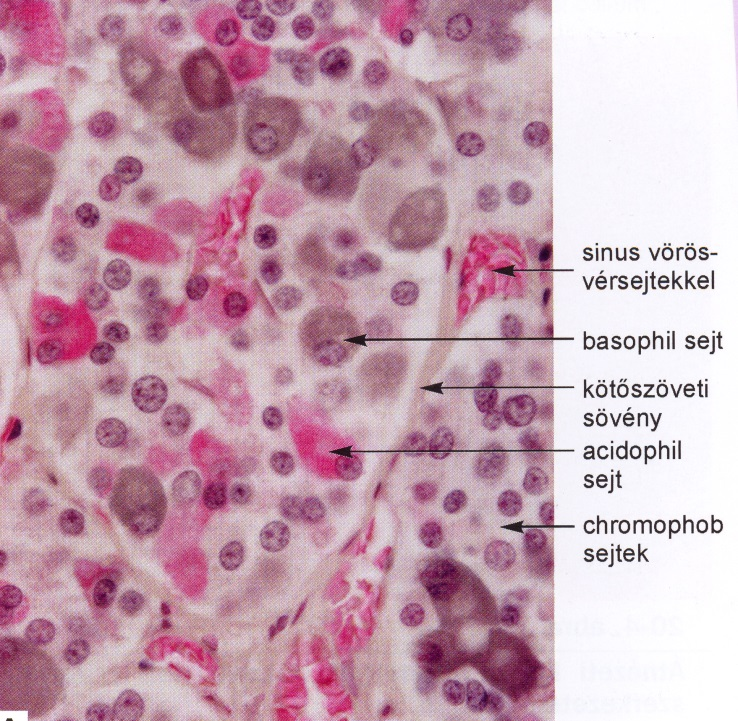 sinus vörös-
vérsejtekkel
basophil sejt
kötőszöveti
sövény
acidophil
sejt
chromophob
sejtek
A